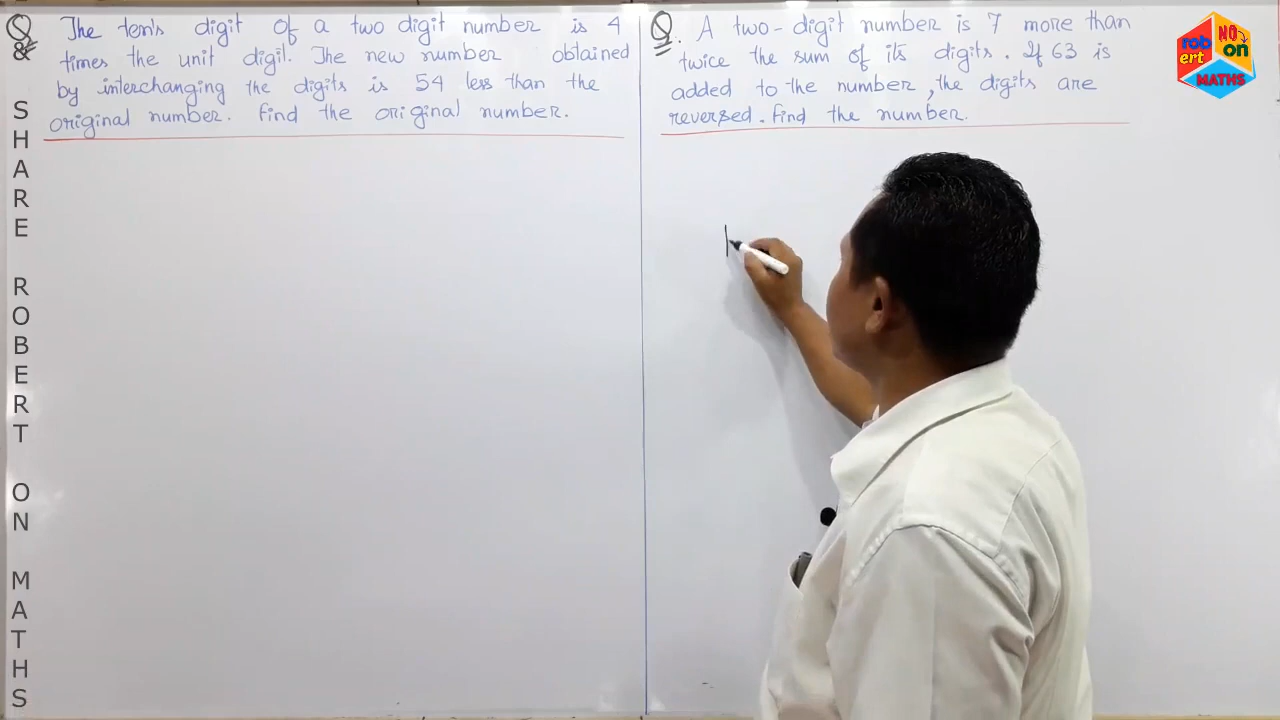 Q
The ten's digit of a two digit number is 4
times the unit digit. The new number obtained
by interchanging the digits is 54 less than the
original number. find the original number.
Q. A two-digit number is 7 more than
twice the sum of its digits. If 63 is
added to the number, the digits are
reversed. find the number.
rob NO
ert on
MATHS
& SHARE ROBERT ON MATHS